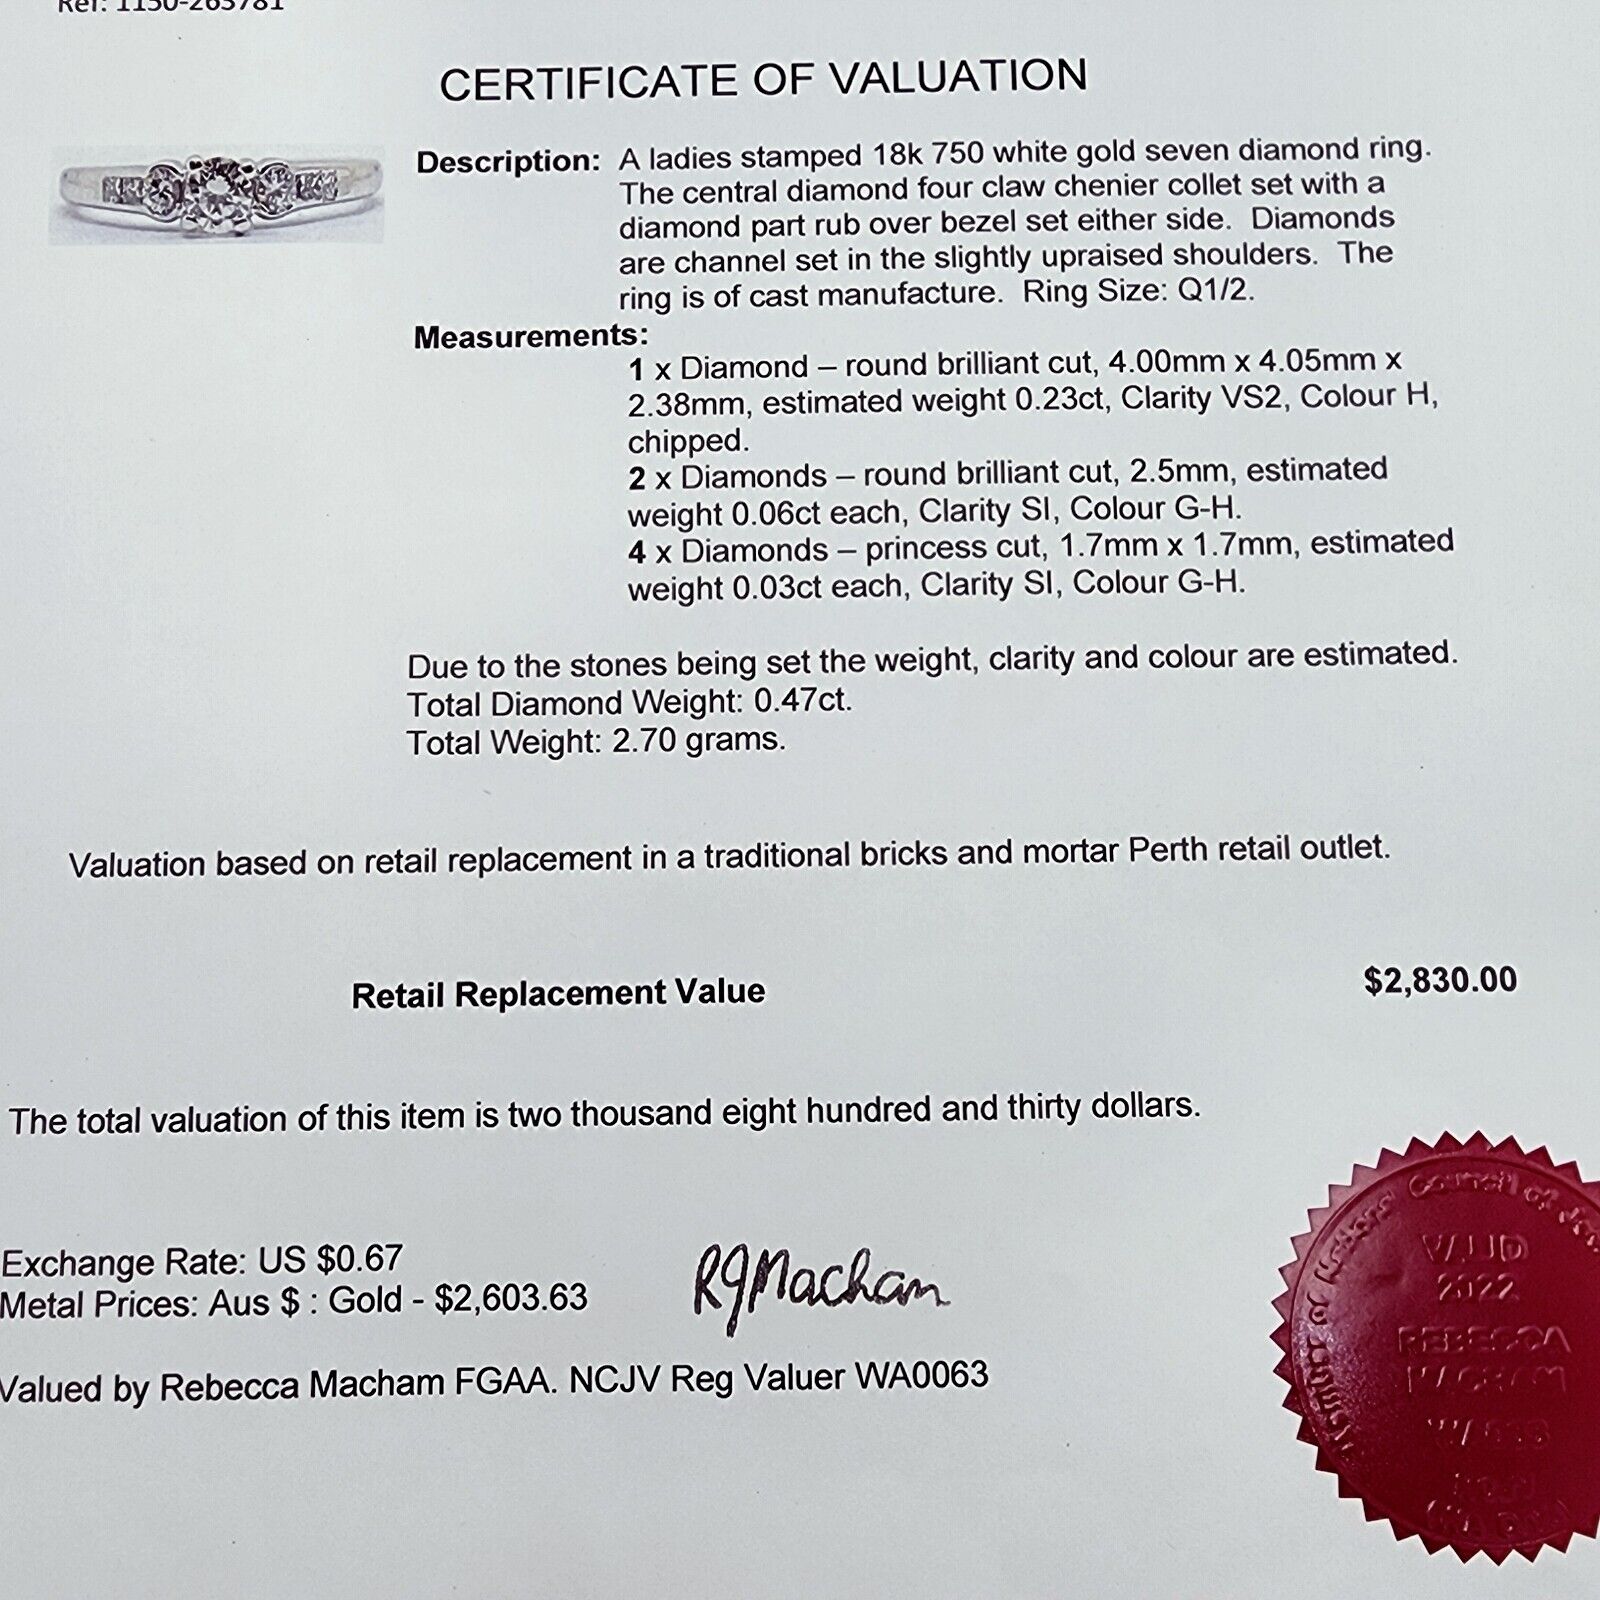 Ref: 1150-263781
CERTIFICATE OF VALUATION
Description: A ladies stamped 18k 750 white gold seven diamond ring.
The central diamond four claw chenier collet set with a
diamond part rub over bezel set either side. Diamonds
are channel set in the slightly upraised shoulders. The
ring is of cast manufacture. Ring Size: Q1/2.
Measurements:
1 x Diamond – round brilliant cut, 4.00mm x 4.05mm x
2.38mm, estimated weight 0.23ct, Clarity VS2, Colour H,
chipped.
2 x Diamonds – round brilliant cut, 2.5mm, estimated
weight 0.06ct each, Clarity SI, Colour G-H.
4 x Diamonds – princess cut, 1.7mm x 1.7mm, estimated
weight 0.03ct each, Clarity SI, Colour G-H.
Due to the stones being set the weight, clarity and colour are estimated.
Total Diamond Weight: 0.47ct.
Total Weight: 2.70 grams.
Valuation based on retail replacement in a traditional bricks and mortar Perth retail outlet.
Retail Replacement Value $2,830.00
The total valuation of this item is two thousand eight hundred and thirty dollars.
Exchange Rate: US $0.67
Metal Prices: Aus $ : Gold - $2,603.63
RJMacham
Valued by Rebecca Macham FGAA. NCJV Reg Valuer WA0063
Council of
VALID
2022
REBECCA
MACHAM